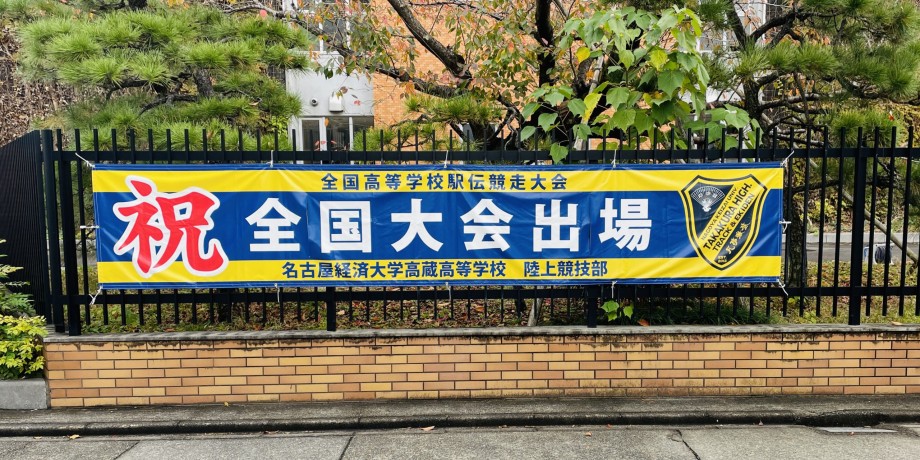 全国高等学校駅伝競走大会
祝 全国大会出場
名古屋経済大学高蔵高等学校 陸上競技部
TAKAKURA HIGH.
TRACK & EKIDEN